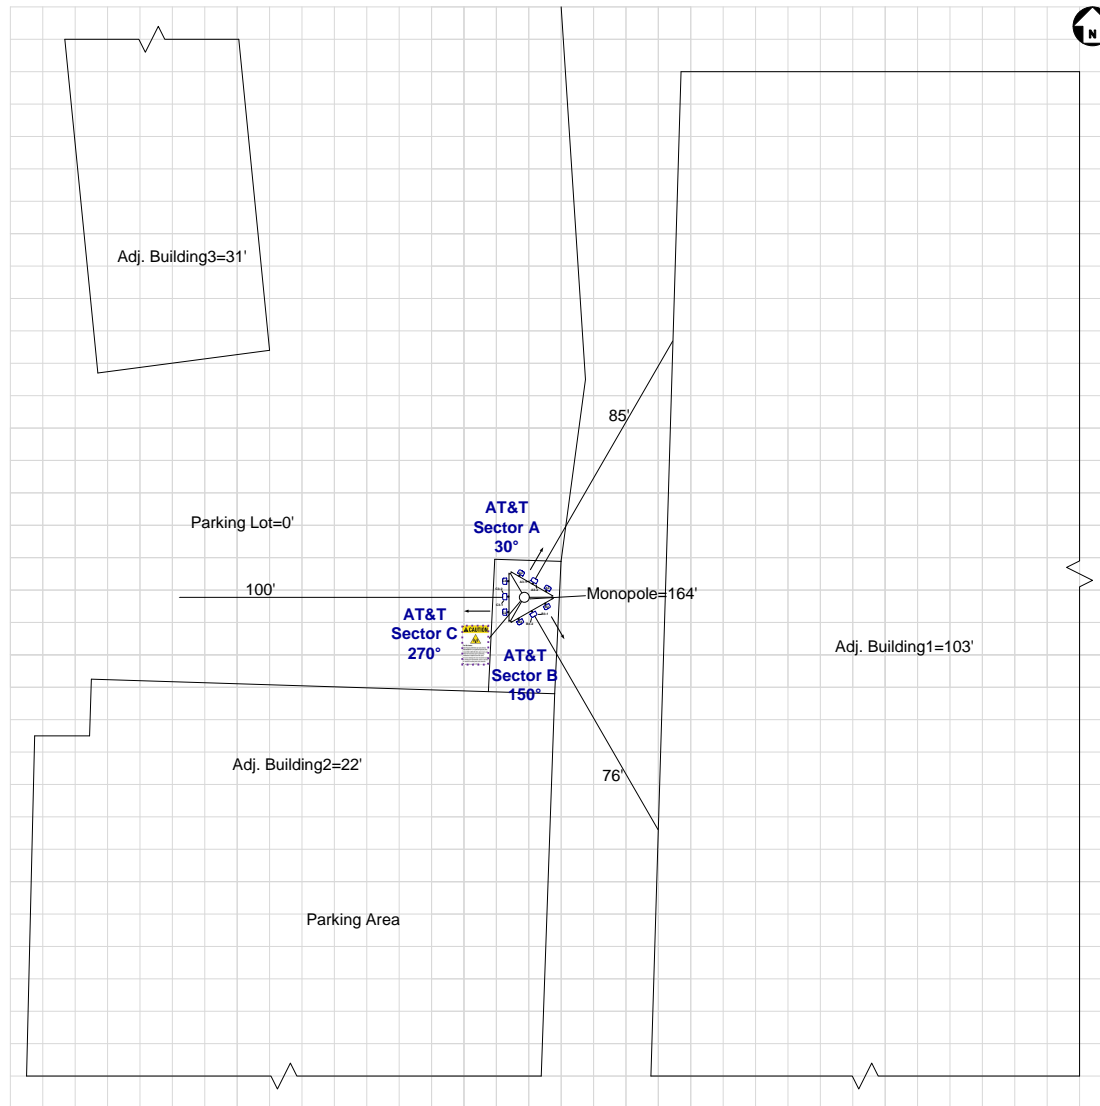 N
Adj. Building3=31'
85'
Parking Lot=0'
AT&T
Sector A
30°
100'
Monopole=164'
AT&T
Sector C
270°
CAUTION
Adj. Building1=103'
AT&T
Sector B
150°
Adj. Building2=22'
76'
Parking Area